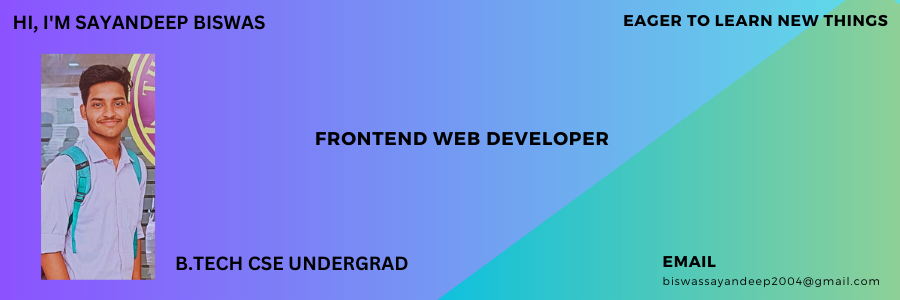 HI, I'M SAYANDEEP BISWAS
EAGER TO LEARN NEW THINGS
FRONTEND WEB DEVELOPER
B.TECH CSE UNDERGRAD
EMAIL
biswassayandeep2004@gmail.com